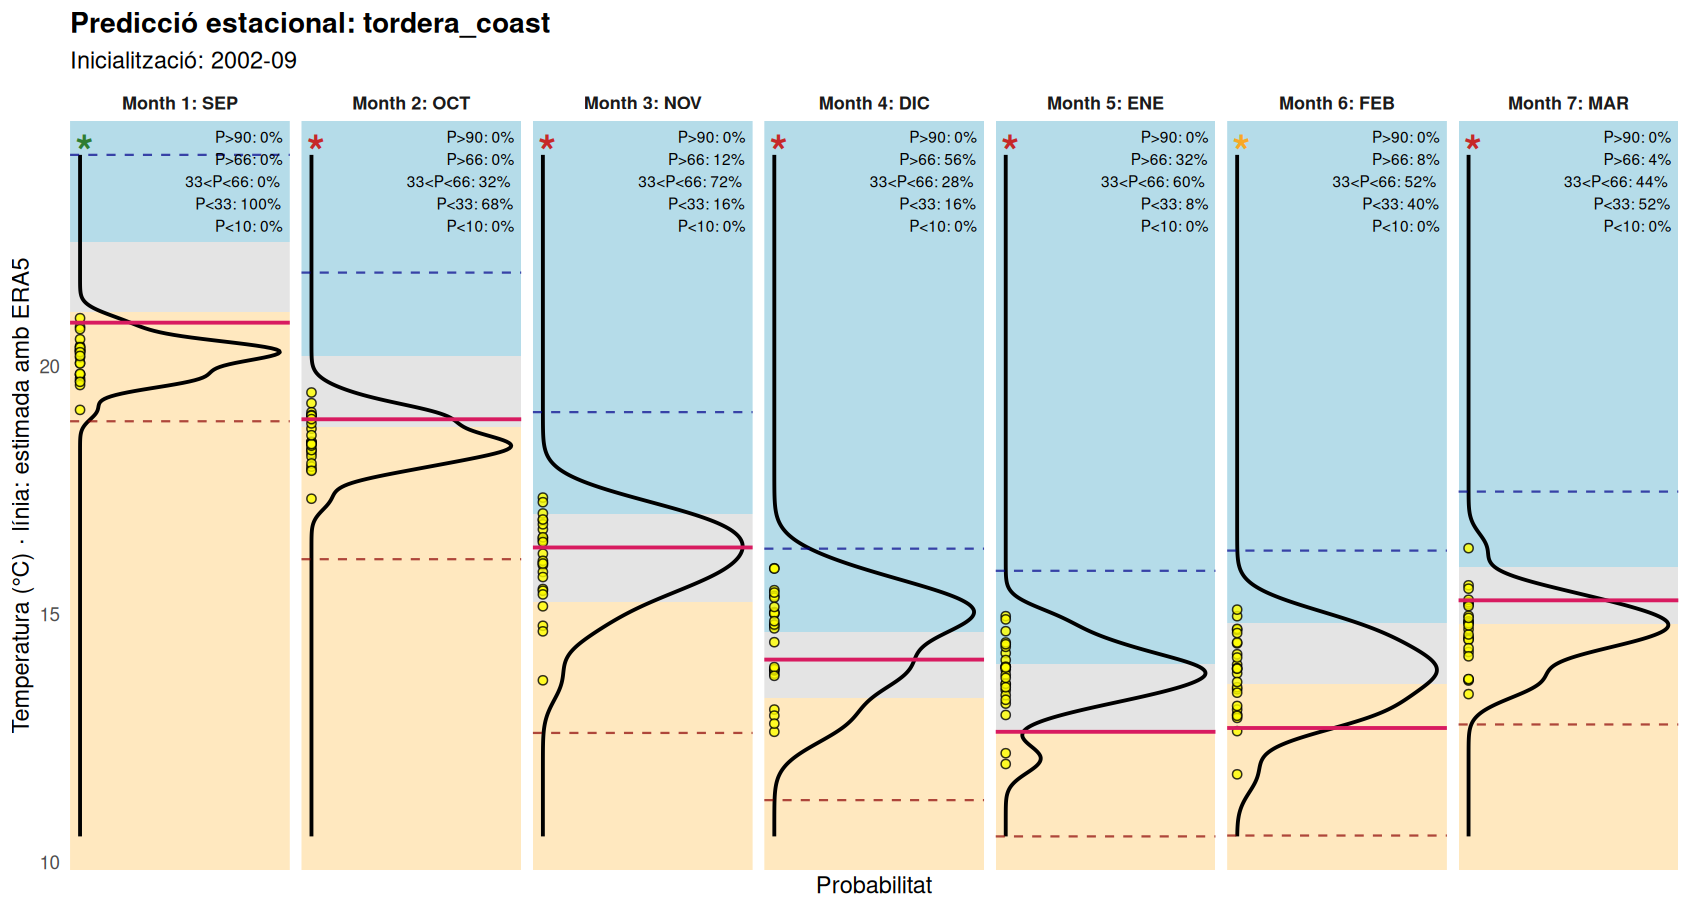 Predicció estacional: tordera_coast
Inicialització: 2002-09
Month 1: SEP
Month 2: OCT
Month 3: NOV
Month 4: DIC
Month 5: ENE
Month 6: FEB
Month 7: MAR
*
P>90: 0%
P>66: 0%
33<P<66: 0%
P<33: 100%
P<10: 0%
*
P>90: 0%
P>66: 0%
33<P<66: 32%
P<33: 68%
P<10: 0%
*
P>90: 0%
P>66: 12%
33<P<66: 72%
P<33: 16%
P<10: 0%
*
P>90: 0%
P>66: 56%
33<P<66: 28%
P<33: 16%
P<10: 0%
*
P>90: 0%
P>66: 32%
33<P<66: 60%
P<33: 8%
P<10: 0%
*
P>90: 0%
P>66: 8%
33<P<66: 52%
P<33: 40%
P<10: 0%
*
P>90: 0%
P>66: 4%
33<P<66: 44%
P<33: 52%
P<10: 0%
Temperatura (°C) · línia: estimada amb ERA5
20
15
10
Probabilitat